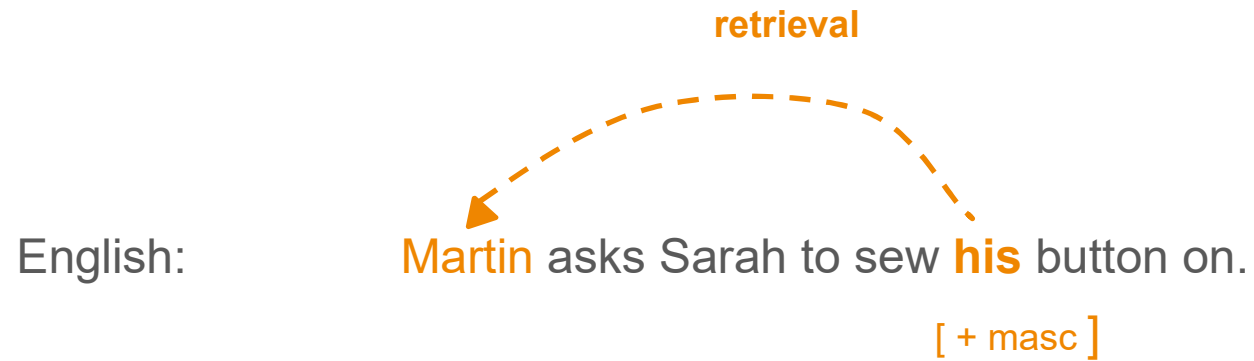 retrieval
English: Martin asks Sarah to sew his button on.
[ + masc ]